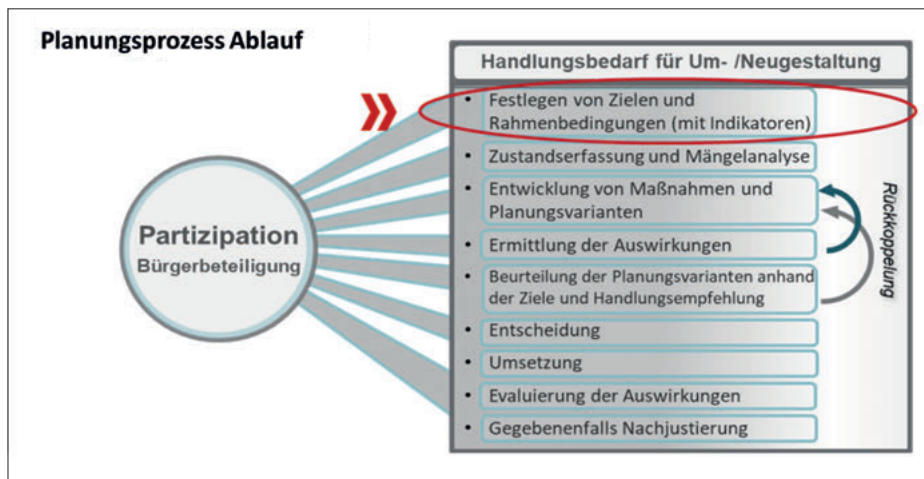 Planungsprozess Ablauf
Handlungsbedarf für Um- /Neugestaltung
• Festlegen von Zielen und
Rahmenbedingungen (mit Indikatoren)
• Zustandserfassung und Mängelanalyse
• Entwicklung von Maßnahmen und
Planungsvarianten
• Ermittlung der Auswirkungen
• Beurteilung der Planungsvarianten anhand
der Ziele und Handlungsempfehlung
• Entscheidung
• Umsetzung
• Evaluierung der Auswirkungen
• Gegebenenfalls Nachjustierung
Partizipation
Bürgerbeteiligung
Rückkoppelung